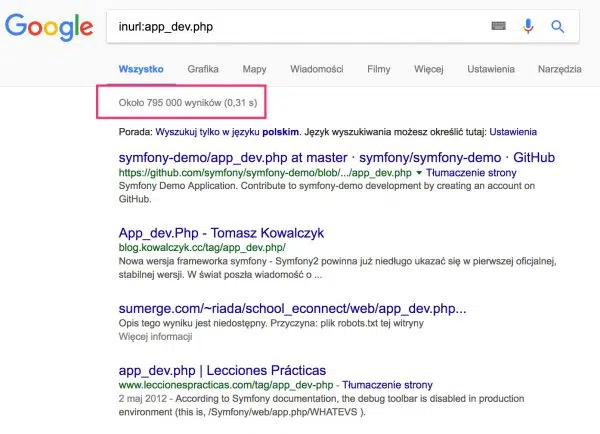 Google
inurl:app_dev.php
Wszystko Grafika Mapy Wiadomości Filmy Więcej Ustawienia Narzędzia
Około 795 000 wyników (0,31 s)
Porada: Wyszukuj tylko w języku polskim. Język wyszukiwania możesz określić tutaj: Ustawienia
symfony-demo/app_dev.php at master · symfony/symfony-demo · GitHub
https://github.com/symfony/symfony-demo/blob/.../app_dev.php ▼ Tłumaczenie strony
Symfony Demo Application. Contribute to symfony-demo development by creating an account on
GitHub.
App_dev.Php - Tomasz Kowalczyk
blog.kowalczyk.cc/tag/app_dev.php/
Nowa wersja frameworka symfony - Symfony2 powinna już niedługo ukazać się w pierwszej oficjalnej,
stabilnej wersji. W świat poszła wiadomość o ...
sumerge.com/~riada/school_econnect/web/app_dev.php...
Opis tego wyniku jest niedostępny. Przyczyna: plik robots.txt tej witryny
Więcej informacji
app_dev.php | Lecciones Prácticas
www.leccionespracticas.com/tag/app_dev-php - Tłumaczenie strony
2 maj 2012 - According to Symfony documentation, the debug toolbar is disabled in production
environment (this is, /Symfony/web/app.php/WHATEVS ).